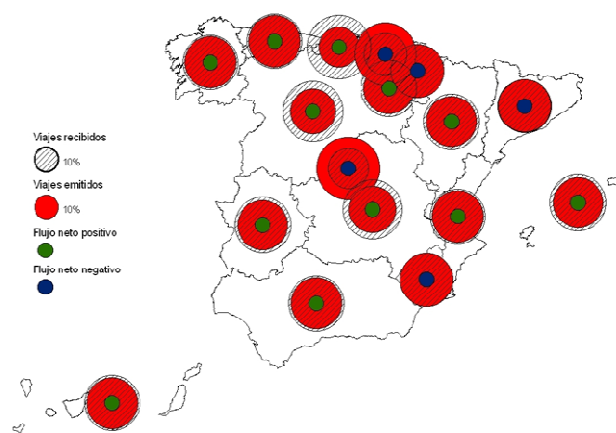 Viajes recibidos
10%
Viajes emitidos
10%
Flujo neto positivo
Flujo neto negativo